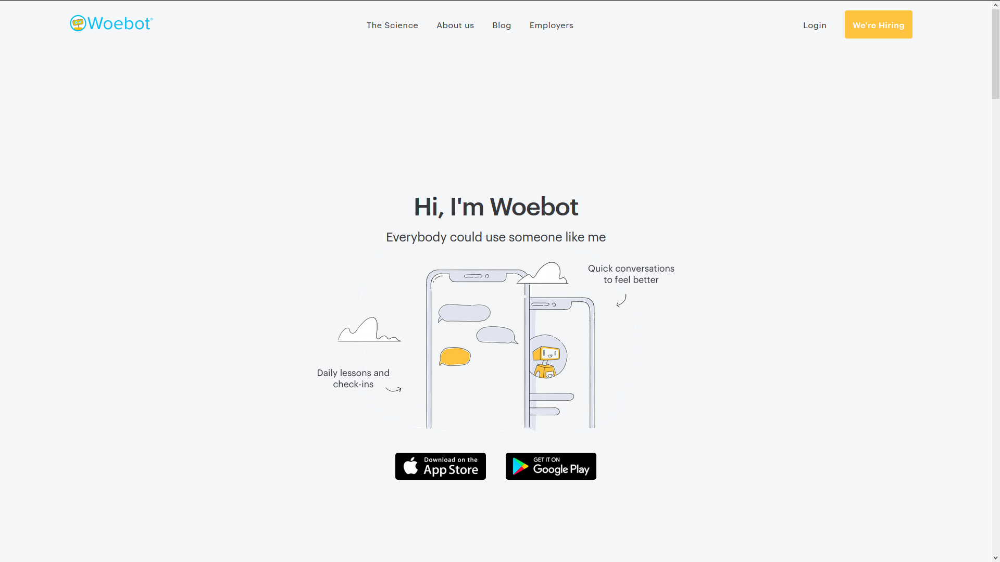 Woebot®
The Science
About us
Blog
Employers
Login
We're Hiring
Hi, I'm Woebot
Everybody could use someone like me
Quick conversations
to feel better
Daily lessons and
check-ins
Download on the
App Store
GET IT ON
Google Play